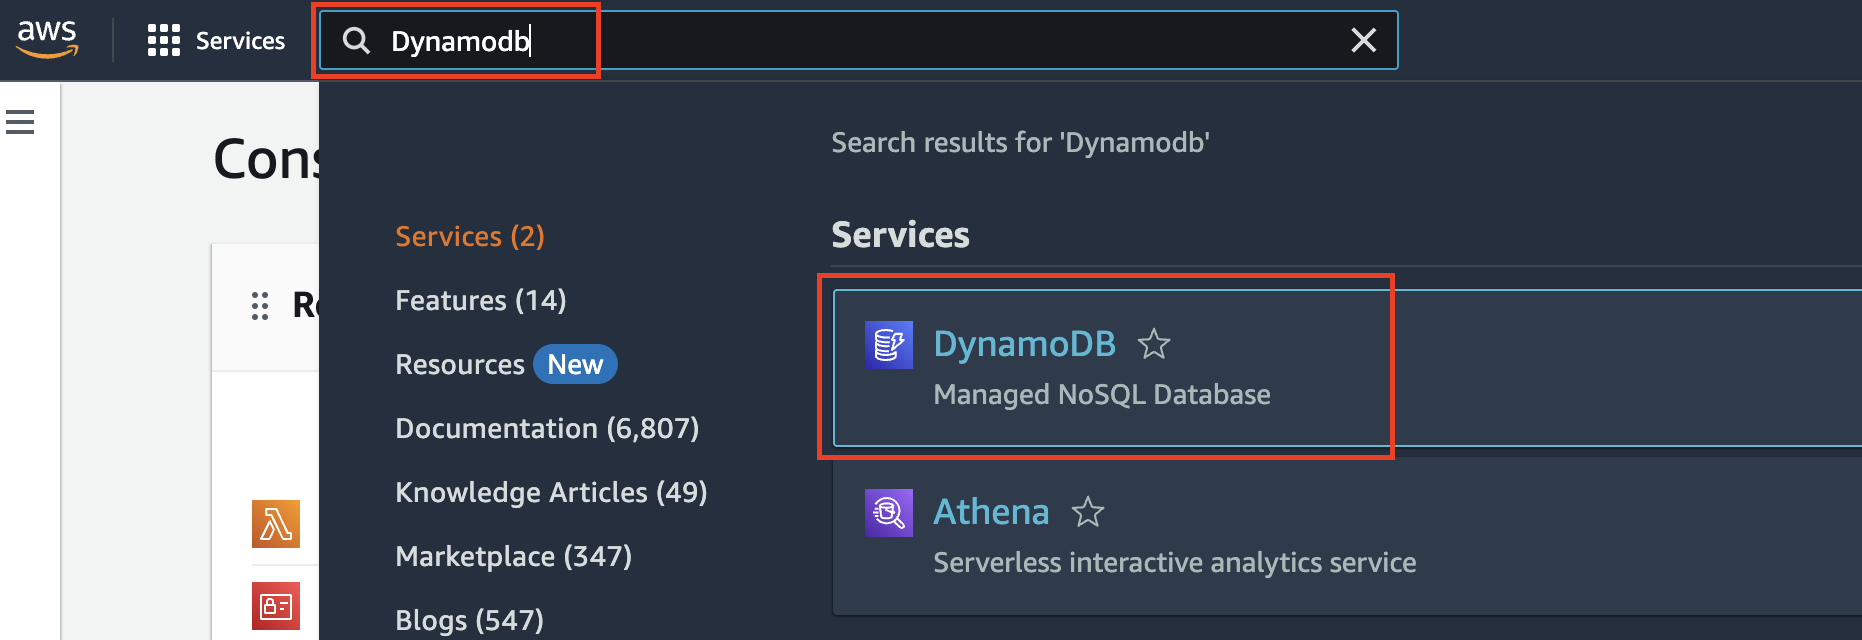 aws
Services
Dynamodb
Cons
Search results for 'Dynamodb'
Services (2)
Features (14)
Resources New
Documentation (6,807)
Knowledge Articles (49)
Marketplace (347)
Blogs (547)
Services
DynamoDB
Managed NoSQL Database
Athena
Serverless interactive analytics service